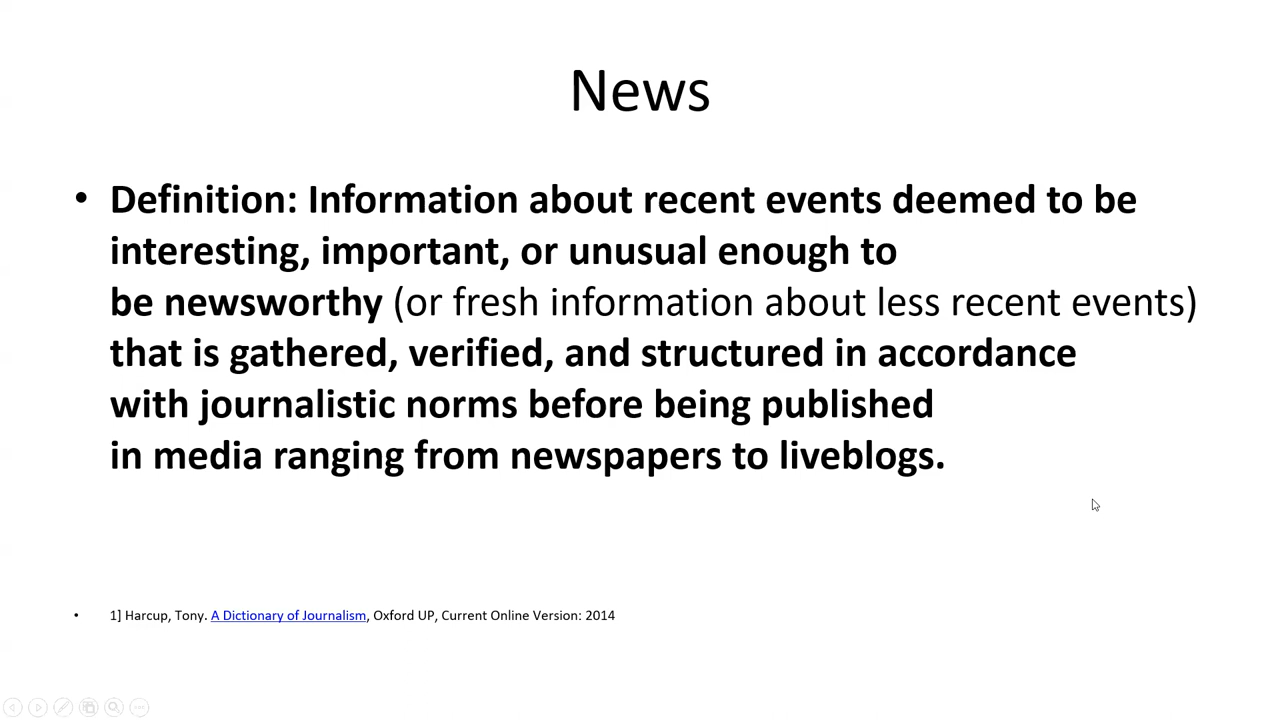 News
• Definition: Information about recent events deemed to be
interesting, important, or unusual enough to
be newsworthy (or fresh information about less recent events)
that is gathered, verified, and structured in accordance
with journalistic norms before being published
in media ranging from newspapers to liveblogs.
• 1] Harcup, Tony. A Dictionary of Journalism, Oxford UP, Current Online Version: 2014